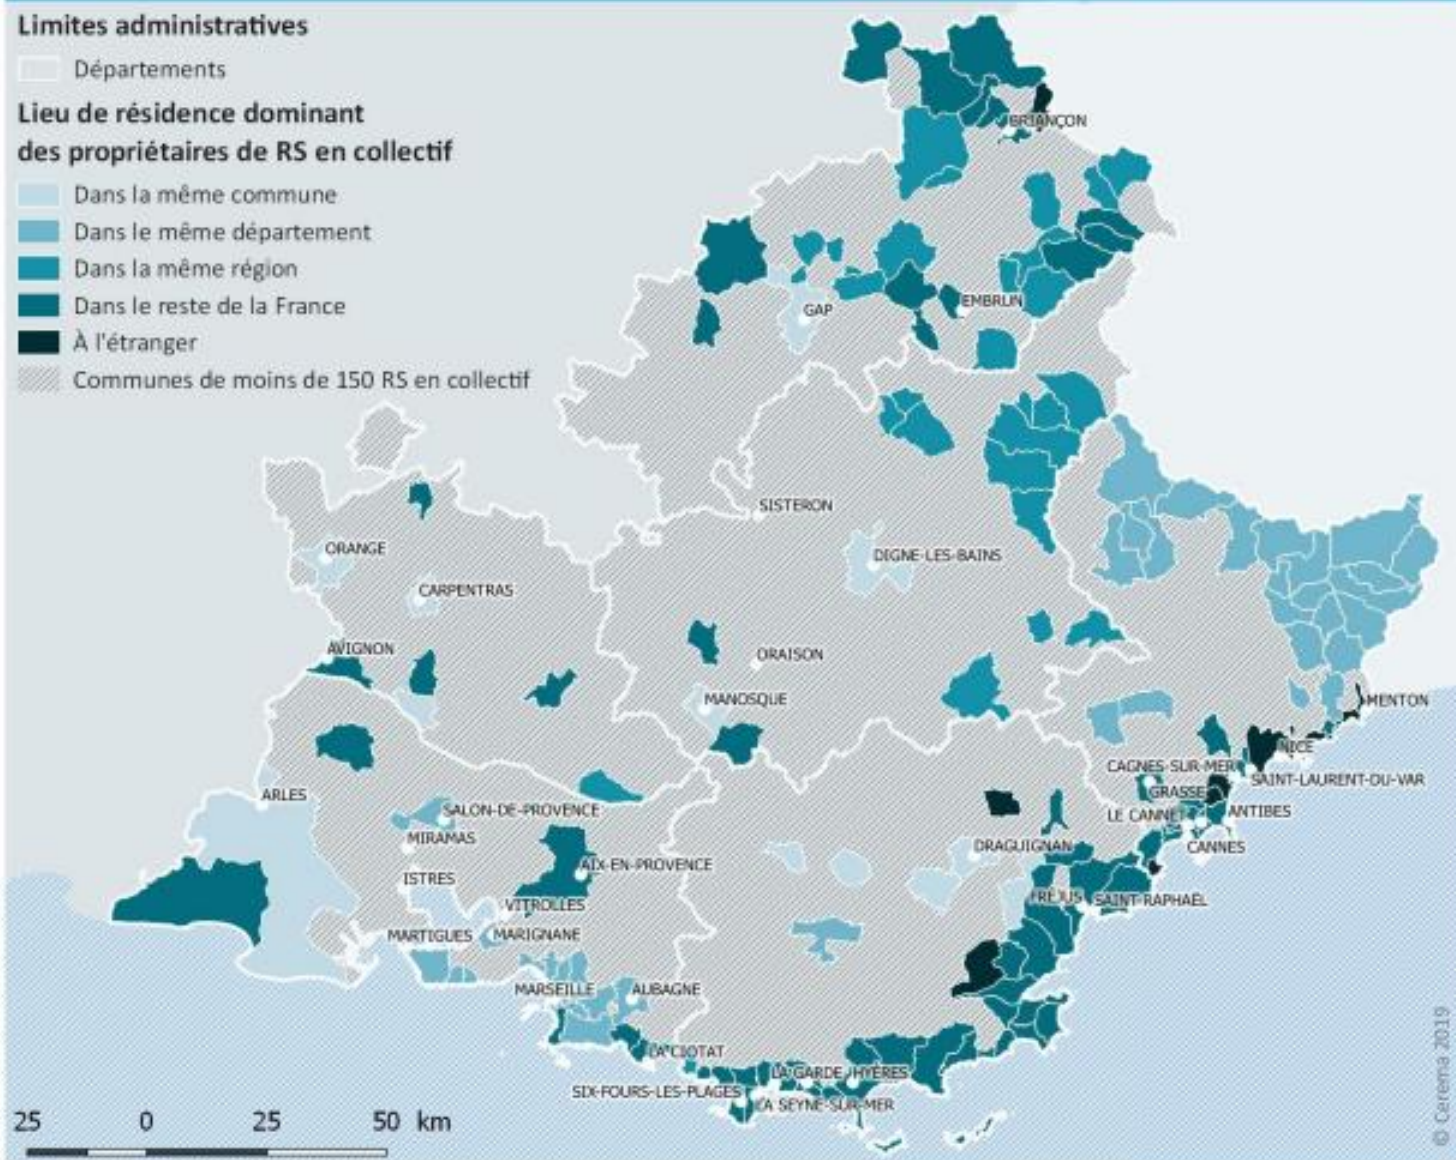 Limites administratives
Départements
Lieu de résidence dominant
des propriétaires de RS en collectif
Dans la même commune
Dans le même département
Dans la même région
Dans le reste de la France
À l'étranger
Communes de moins de 150 RS en collectif
BRIANÇON
EMBRUN
GAP
SISTERON
ORANGE
DIGNE-LES-BAINS
CARPENTRAS
AVIGNON
ORAISON
MANOSQUE
MENTON
NICE
CAGNES-SUR-MER
SAINT-LAURENT-DU-VAR
GRASSE
ARLES
SALON-DE-PROVENCE
LE CANNET
ANTIBES
MIRAMAS
DRAGUIGNAN
CANNES
AIX-EN-PROVENCE
ISTRES
FRÉJUS
SAINT-RAPHAËL
VITROLLES
MARTIGUES
MARIGNANE
MARSEILLE
AUBAGNE
LA CIOTAT
LA GARDE
HYÈRES
SIX-FOURS-LES-PLAGES
LA SEYNE-SUR-MER
25 0 25 50 km
© Cerema 2019